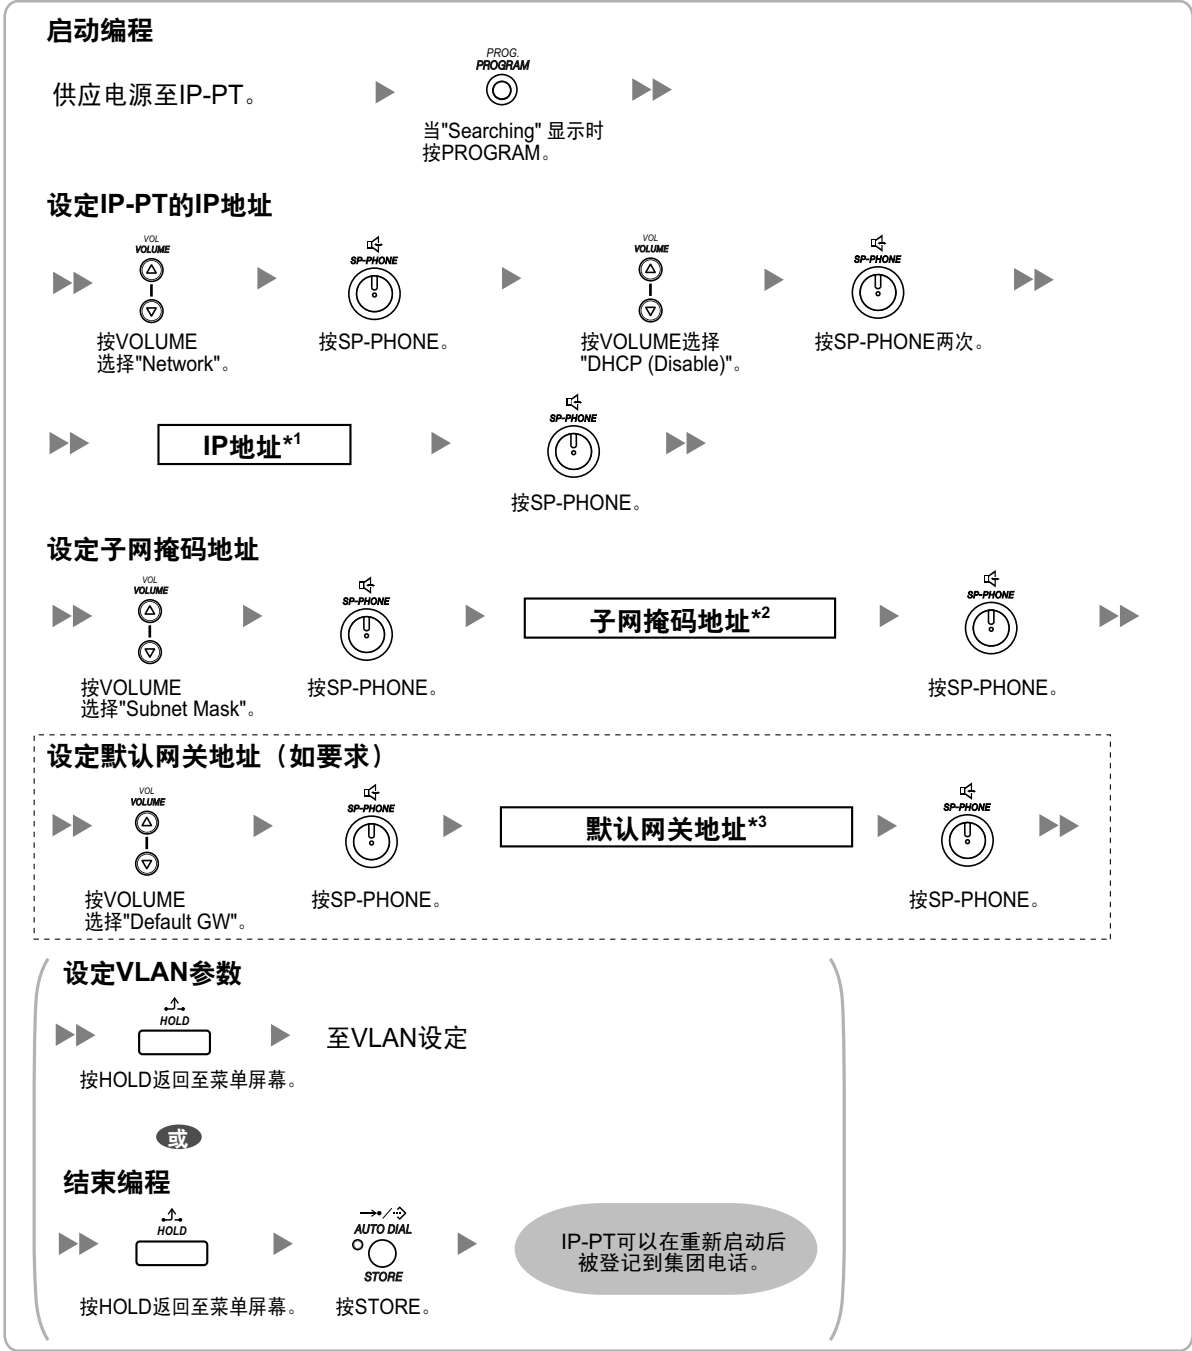 启动编程
PROG.
PROGRAM
供应电源至IP-PT。
当"Searching" 显示时
按PROGRAM。
设定IP-PT的IP地址
VOL
VOLUME
SP-PHONE
VOL
VOLUME
SP-PHONE
按VOLUME
选择"Network"。
按SP-PHONE。
按VOLUME选择
"DHCP (Disable)"。
按SP-PHONE两次。
IP地址*1
SP-PHONE
按SP-PHONE。
设定子网掩码地址
VOL
VOLUME
SP-PHONE
子网掩码地址*2
SP-PHONE
按VOLUME
选择"Subnet Mask"。
按SP-PHONE。
按SP-PHONE。
设定默认网关地址（如要求）
VOL
VOLUME
SP-PHONE
默认网关地址*3
SP-PHONE
按VOLUME
选择"Default GW"。
按SP-PHONE。
按SP-PHONE。
设定VLAN参数
HOLD
至VLAN设定
按HOLD返回至菜单屏幕。
或
结束编程
HOLD
AUTO DIAL
STORE
IP-PT可以在重新启动后
被登记到集团电话。
按HOLD返回至菜单屏幕。
按STORE。